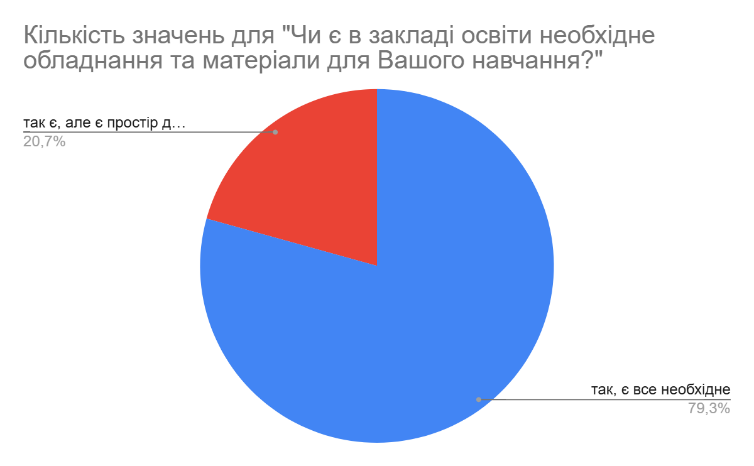 Кількість значень для "Чи є в закладі освіти необхідне
обладнання та матеріали для Вашого навчання?"
так є, але є простір д…
20,7%
так, є все необхідне
79,3%